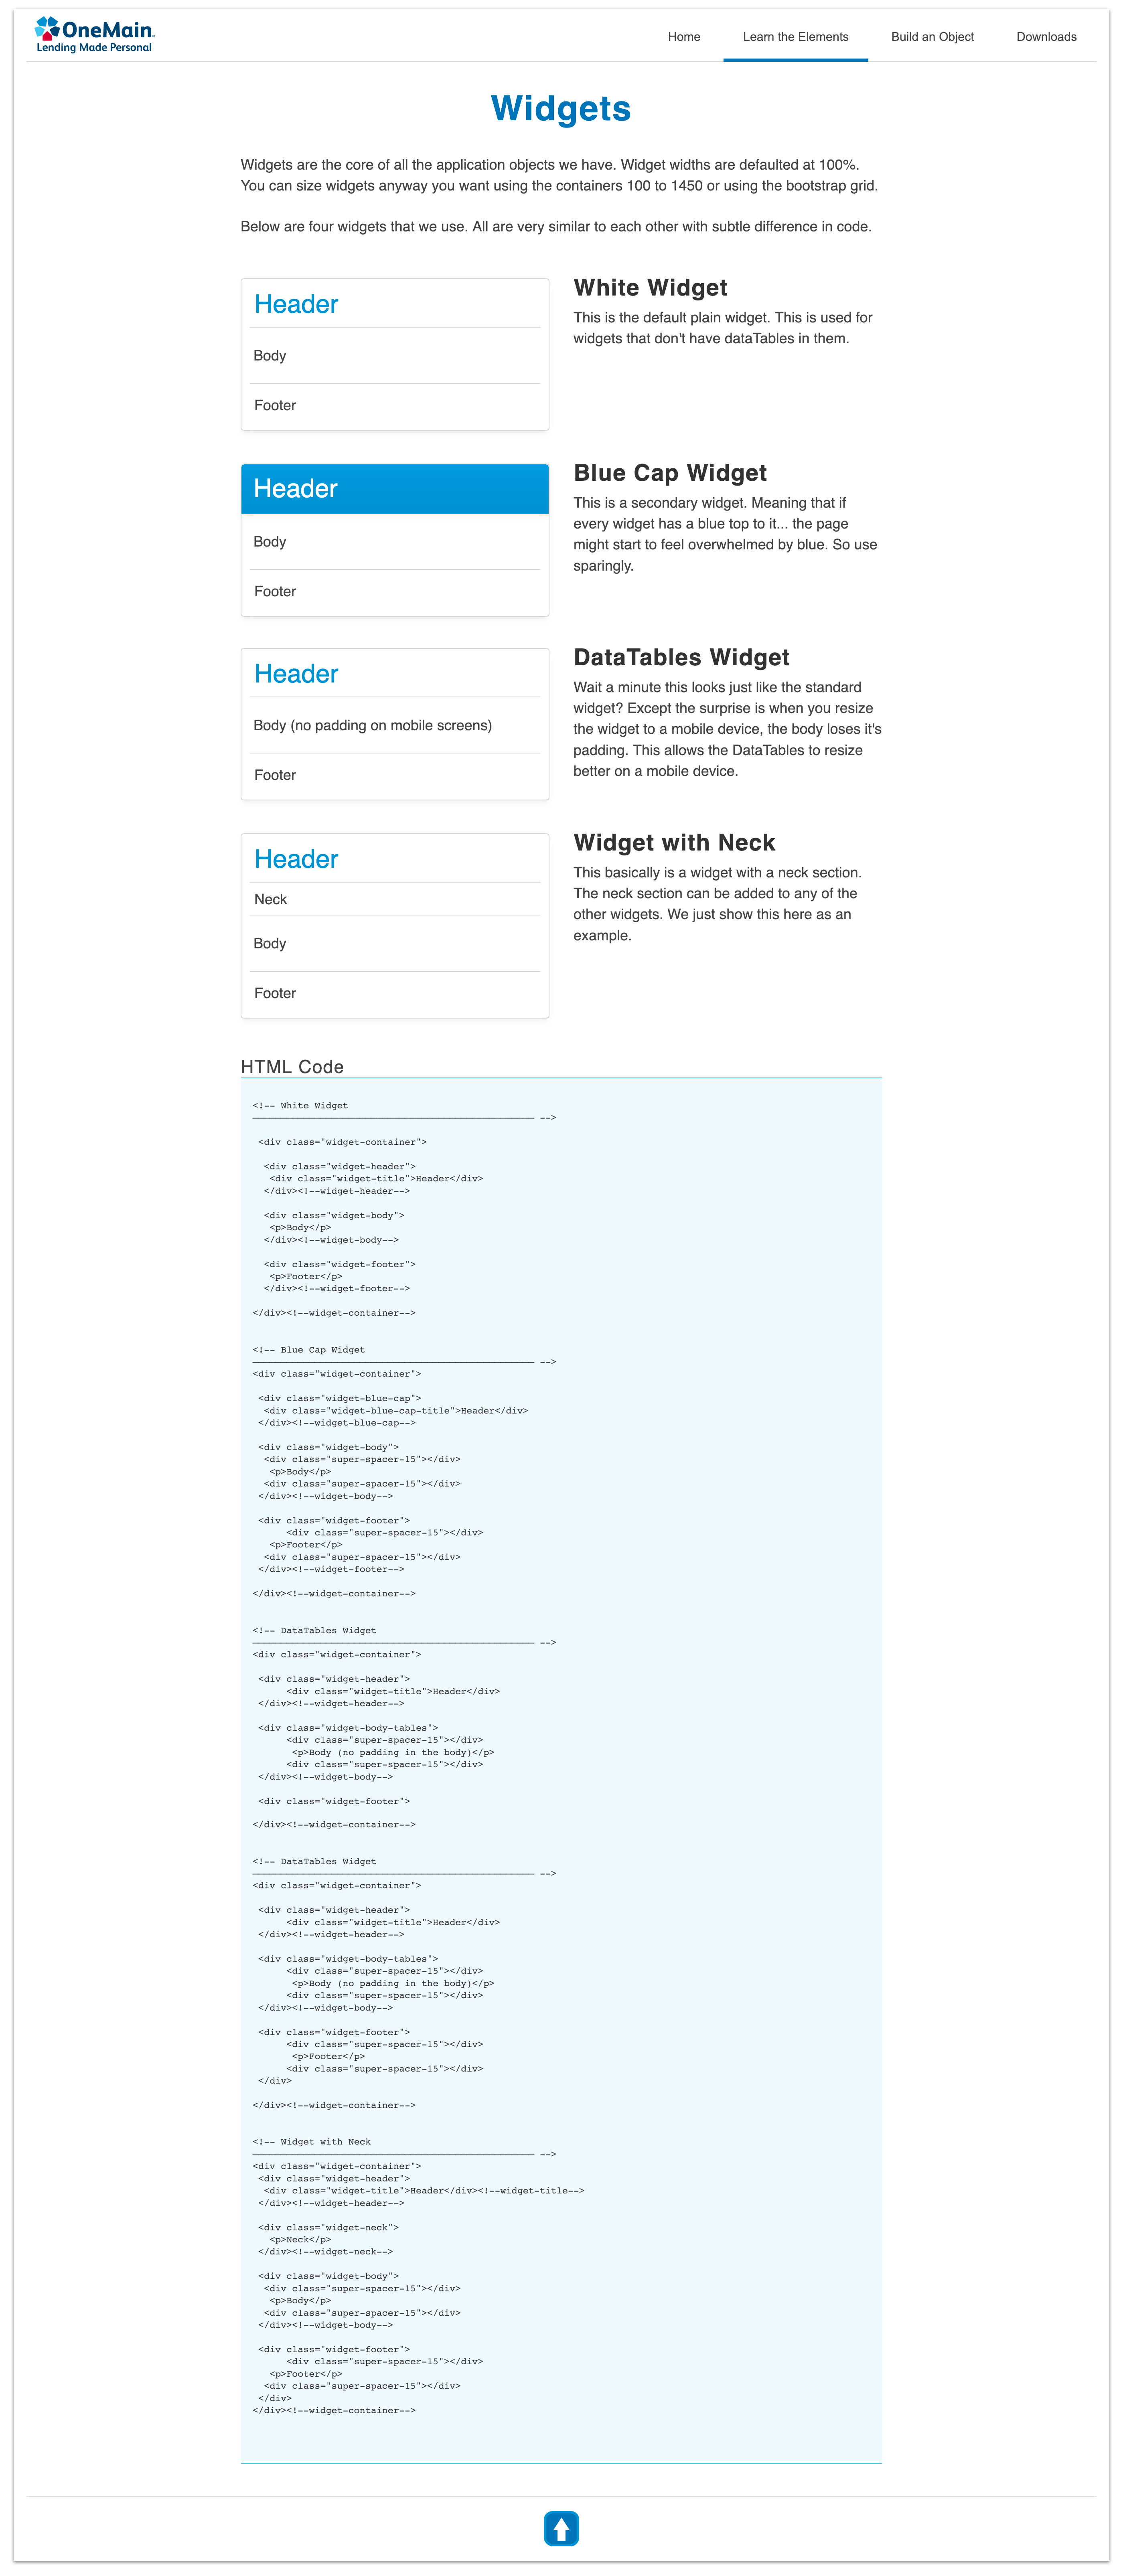 OneMain.
Lending Made Personal
Home
Learn the Elements
Build an Object
Downloads
Widgets
Widgets are the core of all the application objects we have. Widget widths are defaulted at 100%.
You can size widgets anyway you want using the containers 100 to 1450 or using the bootstrap grid.
Below are four widgets that we use. All are very similar to each other with subtle difference in code.
Header
Body
Footer
White Widget
This is the default plain widget. This is used for
widgets that don't have dataTables in them.
Header
Body
Footer
Blue Cap Widget
This is a secondary widget. Meaning that if
every widget has a blue top to it... the page
might start to feel overwhelmed by blue. So use
sparingly.
Header
Body (no padding on mobile screens)
Footer
DataTables Widget
Wait a minute this looks just like the standard
widget? Except the surprise is when you resize
the widget to a mobile device, the body loses it's
padding. This allows the DataTables to resize
better on a mobile device.
Header
Neck
Body
Footer
Widget with Neck
This basically is a widget with a neck section.
The neck section can be added to any of the
other widgets. We just show this here as an
example.
HTML Code
<!-- White Widget
—————————————————————————————————————————————————— -->
<div class="widget-container">
<div class="widget-header">
<div class="widget-title">Header</div>
</div><!--widget-header-->
<div class="widget-body">
<p>Body</p>
</div><!--widget-body-->
<div class="widget-footer">
<p>Footer</p>
</div><!--widget-footer-->
</div><!--widget-container-->
<!-- Blue Cap Widget
—————————————————————————————————————————————————— -->
<div class="widget-container">
<div class="widget-blue-cap">
<div class="widget-blue-cap-title">Header</div>
</div><!--widget-blue-cap-->
<div class="widget-body">
<div class="super-spacer-15"></div>
<p>Body</p>
<div class="super-spacer-15"></div>
</div><!--widget-body-->
<div class="widget-footer">
<div class="super-spacer-15"></div>
<p>Footer</p>
<div class="super-spacer-15"></div>
</div><!--widget-footer-->
</div><!--widget-container-->
<!-- DataTables Widget
—————————————————————————————————————————————————— -->
<div class="widget-container">
<div class="widget-header">
<div class="widget-title">Header</div>
</div><!--widget-header-->
<div class="widget-body-tables">
<div class="super-spacer-15"></div>
<p>Body (no padding in the body)</p>
<div class="super-spacer-15"></div>
</div><!--widget-body-->
<div class="widget-footer">
</div><!--widget-container-->
<!-- DataTables Widget
—————————————————————————————————————————————————— -->
<div class="widget-container">
<div class="widget-header">
<div class="widget-title">Header</div>
</div><!--widget-header-->
<div class="widget-body-tables">
<div class="super-spacer-15"></div>
<p>Body (no padding in the body)</p>
<div class="super-spacer-15"></div>
</div><!--widget-body-->
<div class="widget-footer">
<div class="super-spacer-15"></div>
<p>Footer</p>
<div class="super-spacer-15"></div>
</div>
</div><!--widget-container-->
<!-- Widget with Neck
—————————————————————————————————————————————————— -->
<div class="widget-container">
<div class="widget-header">
<div class="widget-title">Header</div><!--widget-title-->
</div><!--widget-header-->
<div class="widget-neck">
<p>Neck</p>
</div><!--widget-neck-->
<div class="widget-body">
<div class="super-spacer-15"></div>
<p>Body</p>
<div class="super-spacer-15"></div>
</div><!--widget-body-->
<div class="widget-footer">
<div class="super-spacer-15"></div>
<p>Footer</p>
<div class="super-spacer-15"></div>
</div>
</div><!--widget-container-->